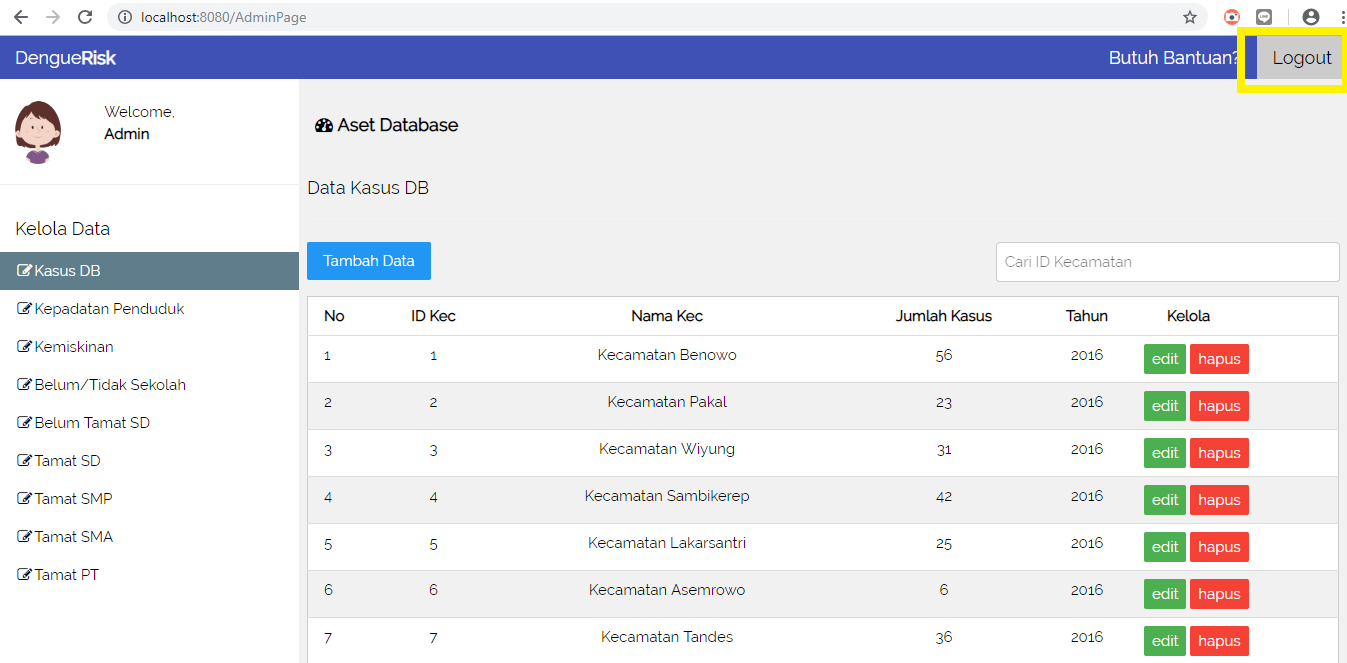 localhost:8080/AdminPage
DengueRisk Butuh Bantuan? Logout
Welcome,
Admin
Aset Database
Data Kasus DB
Kelola Data
Kasus DB
Kepadatan Penduduk
Kemiskinan
Belum/Tidak Sekolah
Belum Tamat SD
Tamat SD
Tamat SMP
Tamat SMA
Tamat PT
Tambah Data Cari ID Kecamatan
No ID Kec Nama Kec Jumlah Kasus Tahun Kelola
1 1 Kecamatan Benowo 56 2016 edit hapus
2 2 Kecamatan Pakal 23 2016 edit hapus
3 3 Kecamatan Wiyung 31 2016 edit hapus
4 4 Kecamatan Sambikerep 42 2016 edit hapus
5 5 Kecamatan Lakarsantri 25 2016 edit hapus
6 6 Kecamatan Asemrowo 6 2016 edit hapus
7 7 Kecamatan Tandes 36 2016 edit hapus